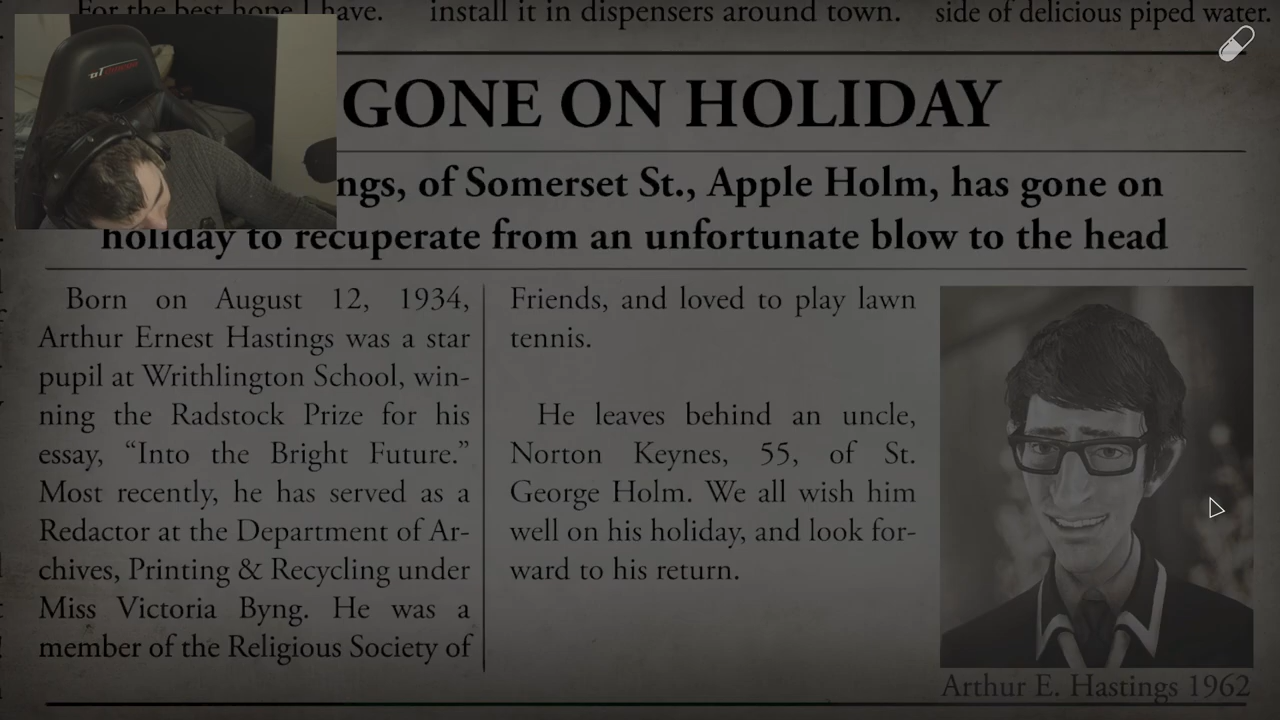 For the best hope I have.
install it in dispensers around town.
side of delicious piped water.
GONE ON HOLIDAY
of Somerset St., Apple Holm, has gone on
holiday to recuperate from an unfortunate blow to the head
Born on August 12, 1934,
Arthur Ernest Hastings was a star
pupil at Writhlington School, win-
ning the Radstock Prize for his
essay, “Into the Bright Future.”
Most recently, he has served as a
Redactor at the Department of Ar-
chives, Printing & Recycling under
Miss Victoria Byng. He was a
member of the Religious Society of
Friends, and loved to play lawn
tennis.
He leaves behind an uncle,
Norton Keynes, 55, of St.
George Holm. We all wish him
well on his holiday, and look for-
ward to his return.
Arthur E. Hastings 1962